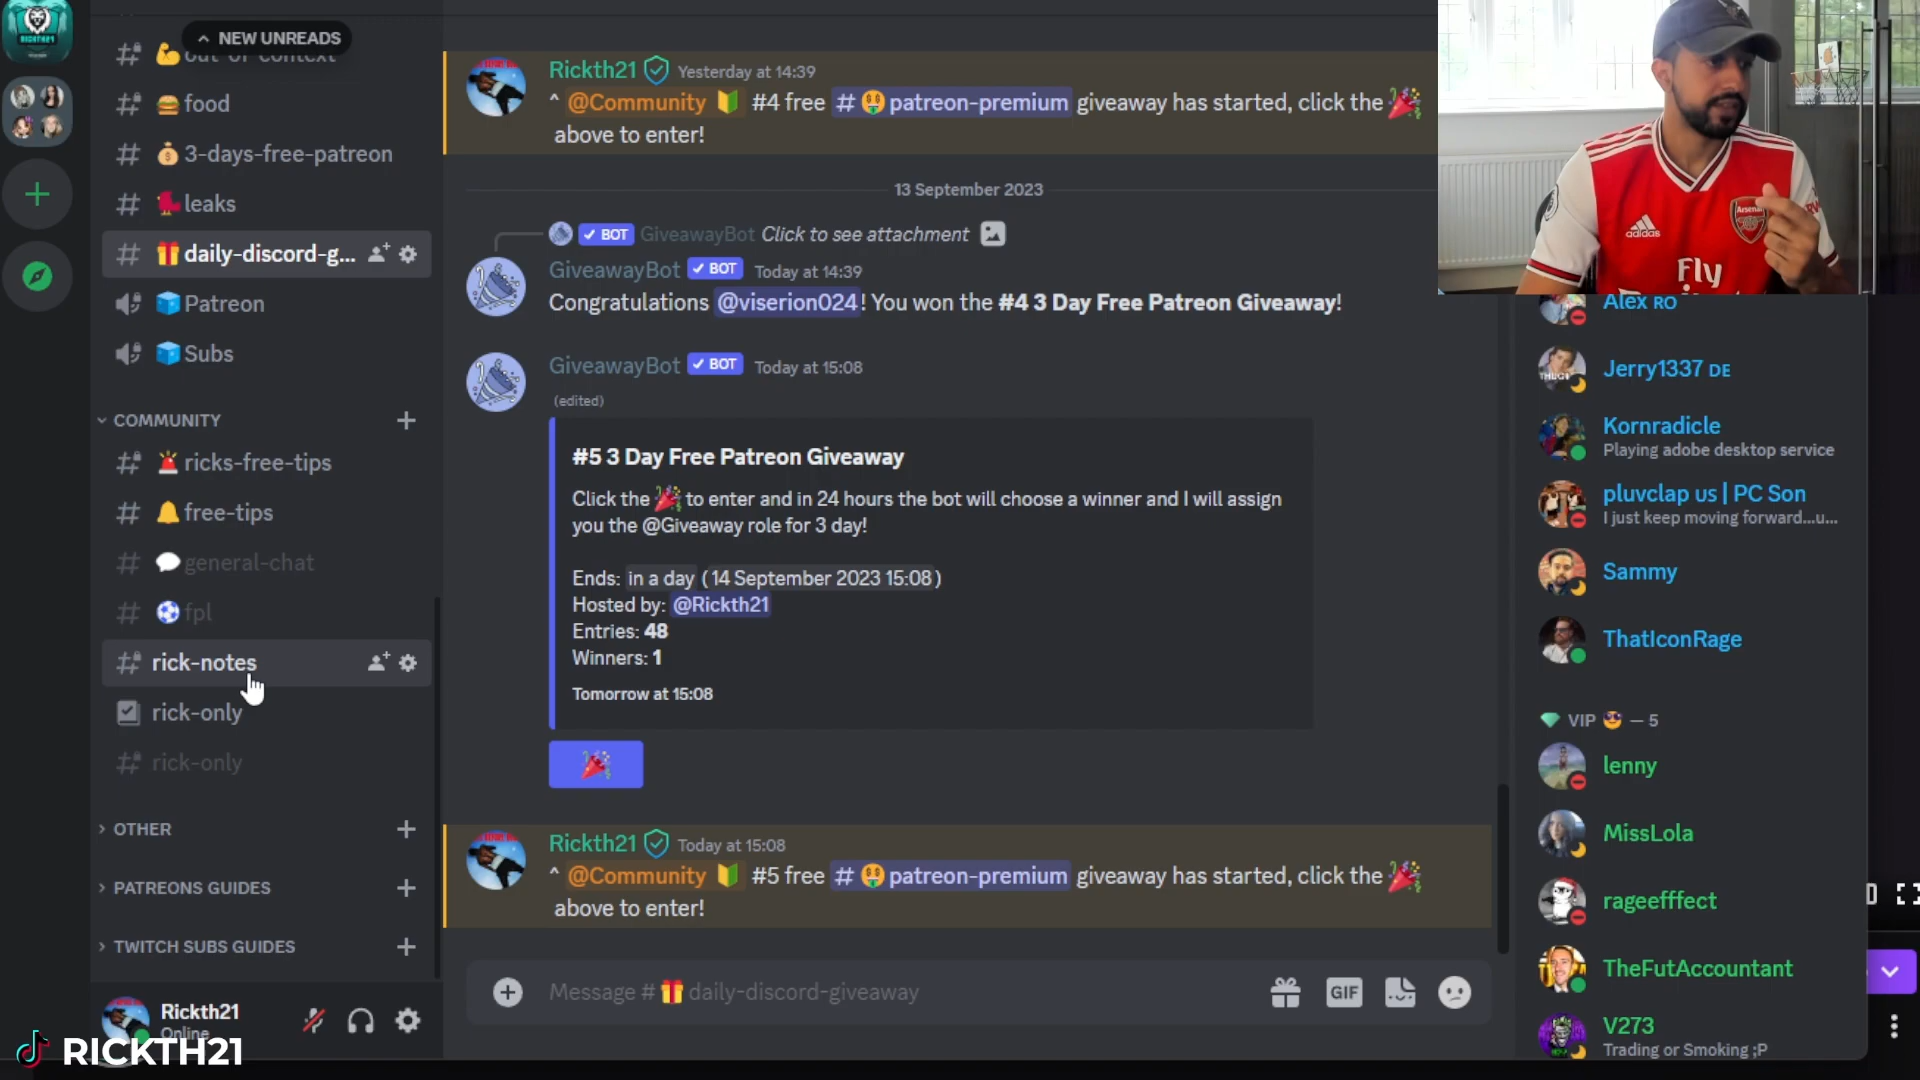 RICKTH21
NEW UNREADS
out-of-context
food
3-days-free-patreon
leaks
daily-discord-g...
Patreon
Subs
COMMUNITY
ricks-free-tips
free-tips
general-chat
fpl
rick-notes
rick-only
rick-only
OTHER
PATREONS GUIDES
TWITCH SUBS GUIDES
Rickth21
Online
RICKTH21
Rickth21 Yesterday at 14:39
^ @Community 🔰 #4 free # 🤑patreon-premium giveaway has started, click the 🎉
above to enter!
13 September 2023
✓ BOT GiveawayBot Click to see attachment
GiveawayBot ✓ BOT Today at 14:39
Congratulations @viserion024! You won the #4 3 Day Free Patreon Giveaway!
GiveawayBot ✓ BOT Today at 15:08
(edited)
#5 3 Day Free Patreon Giveaway
Click the 🎉 to enter and in 24 hours the bot will choose a winner and I will assign
you the @Giveaway role for 3 day!
Ends: in a day (14 September 2023 15:08)
Hosted by: @Rickth21
Entries: 48
Winners: 1
Tomorrow at 15:08
Rickth21 Today at 15:08
^ @Community 🔰 #5 free # 🤑patreon-premium giveaway has started, click the 🎉
above to enter!
Message # 🎁 daily-discord-giveaway
GIF
Arsenal
adidas
Fly
Alex RO
Jerry1337 DE
Kornradicle
Playing adobe desktop service
pluvclap us | PC Son
I just keep moving forward...u...
Sammy
ThatIconRage
VIP 😎 — 5
lenny
MissLola
rageefffect
TheFutAccountant
V273
Trading or Smoking ;P